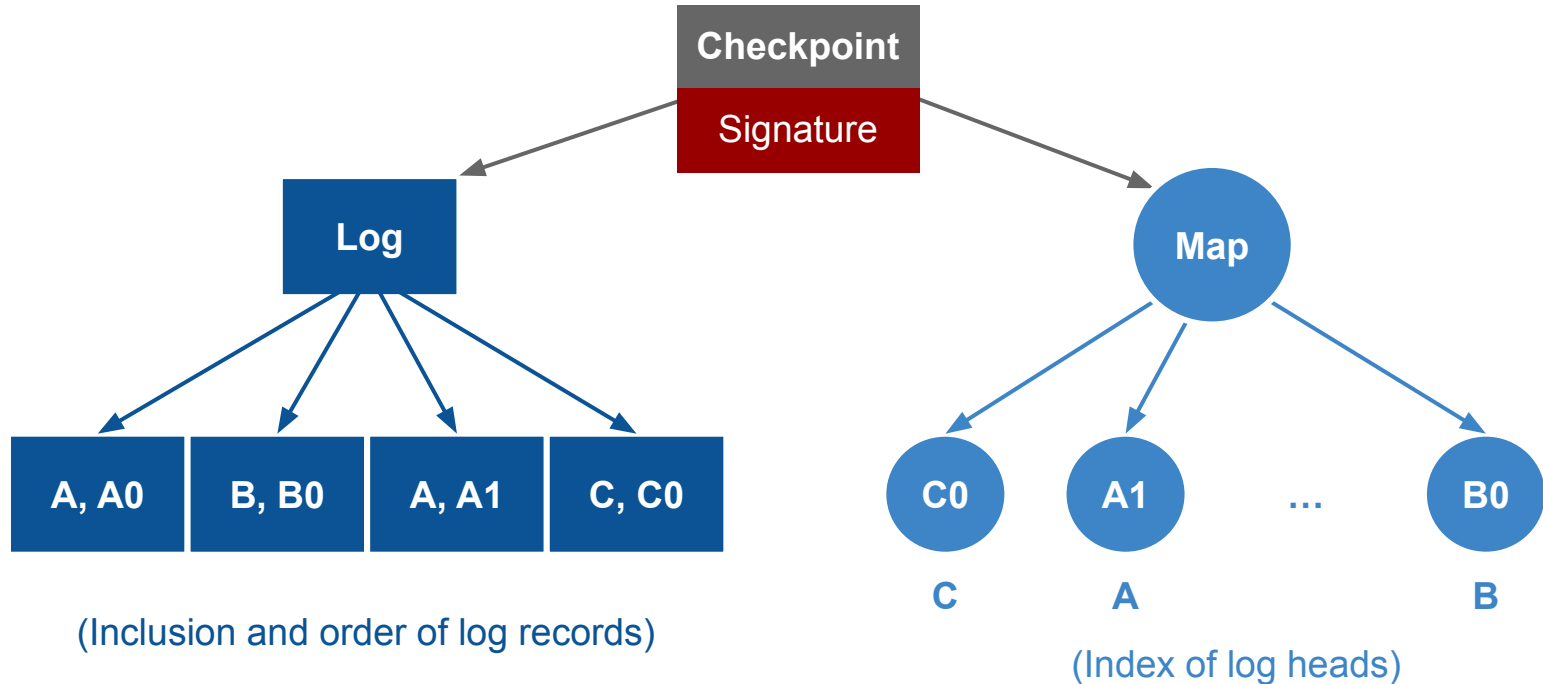 Checkpoint
Signature
Log
Map
A, A0
B, B0
A, A1
C, C0
C0
A1
...
B0
C
A
B
(Inclusion and order of log records)
(Index of log heads)